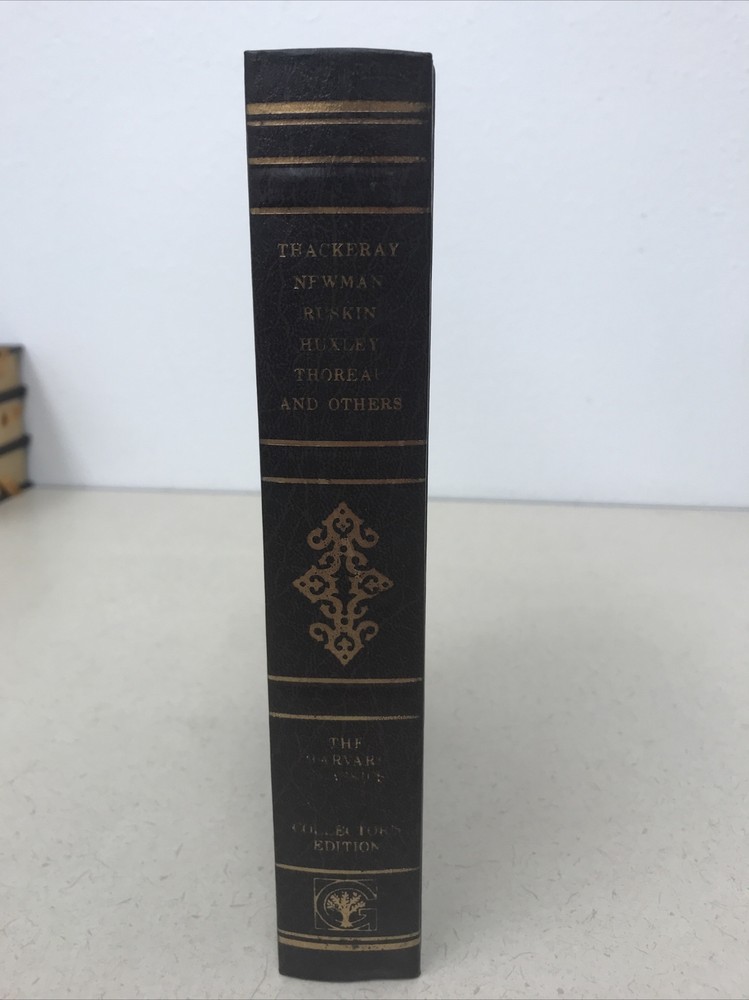 THACKERAY
NEWMAN
RUSKIN
HUXLEY
THOREAU
AND OTHERS
THE
HARVARD
CLASSICS
COLLECTOR'S
EDITION